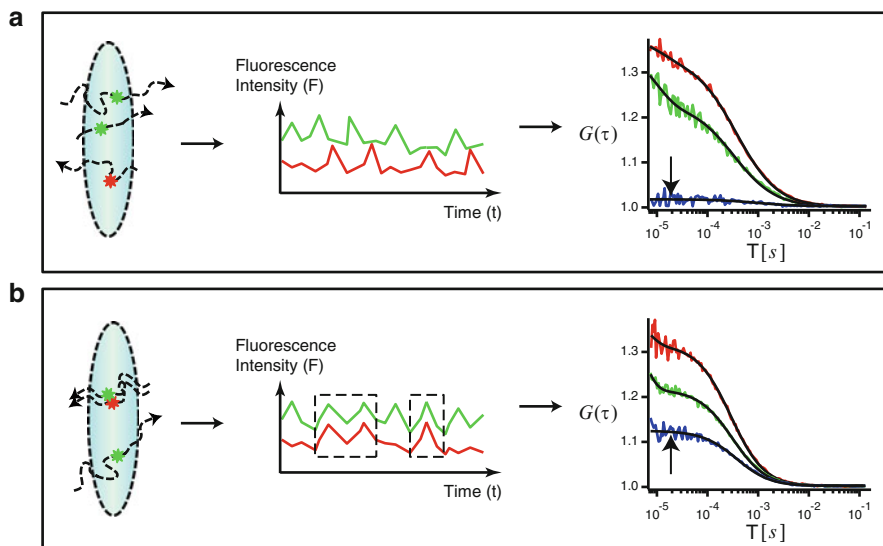 a
Fluorescence
Intensity (F)
Time (t)
G(τ)
1.3
1.2
1.1
1.0
10⁻⁵ 10⁻⁴ 10⁻³ 10⁻² 10⁻¹
T[s]
b
Fluorescence
Intensity (F)
Time (t)
G(τ)
1.3
1.2
1.1
1.0
10⁻⁵ 10⁻⁴ 10⁻³ 10⁻² 10⁻¹
T[s]